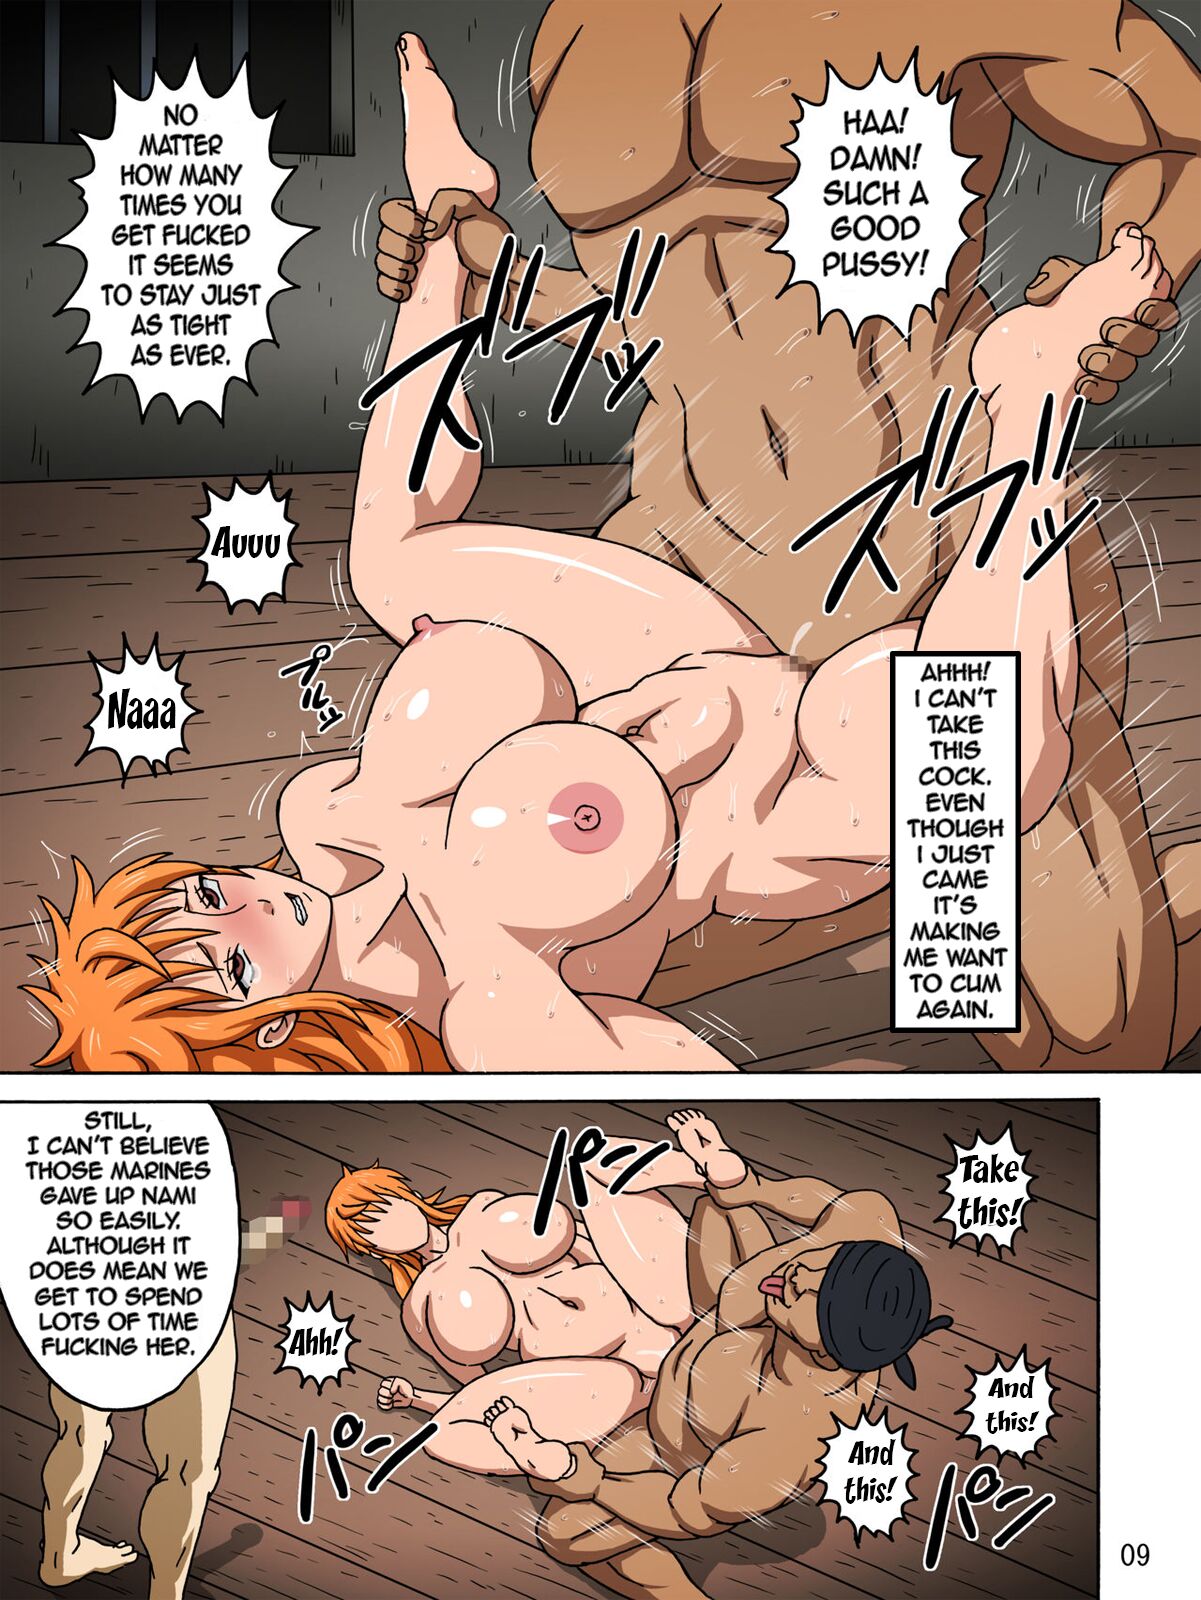 HAA!
DAMN!
SUCH A
GOOD
PUSSY!
NO
MATTER
HOW MANY
TIMES YOU
GET FUCKED
IT SEEMS
TO STAY JUST
AS TIGHT
AS EVER.
ズブッ
ズブッ
Auuu
Naaa
プルッ
AHHH!
I CAN'T
TAKE
THIS
COCK.
EVEN
THOUGH
I JUST
CAME
IT'S
MAKING
ME WANT
TO CUM
AGAIN.
Take
this!
And
this!
And
this!
パン
パン
パン
Ahh!
STILL,
I CAN'T BELIEVE
THOSE MARINES
GAVE UP NAMI
SO EASILY.
ALTHOUGH IT
DOES MEAN WE
GET TO SPEND
LOTS OF TIME
FUCKING HER.
09